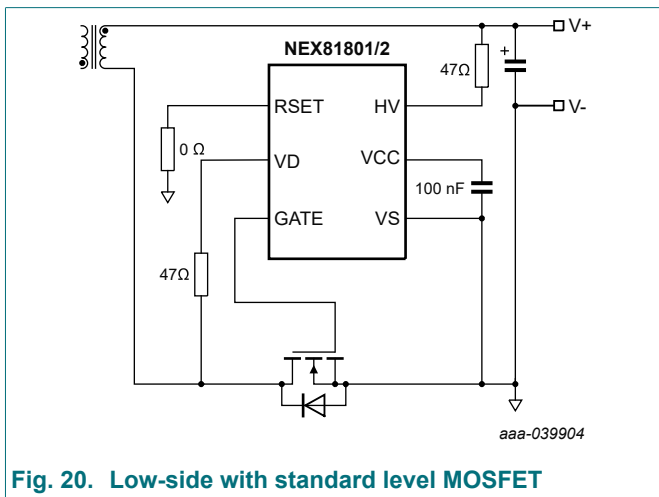 V+
NEX81801/2
+
47Ω
RSET
HV
V-
0 Ω
VD
VCC
100 nF
GATE
VS
47Ω
aaa-039904
Fig. 20. Low-side with standard level MOSFET